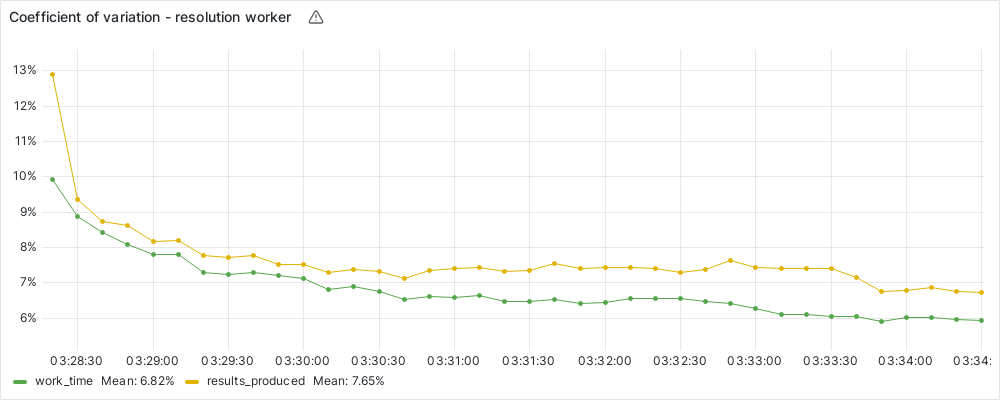 Coefficient of variation - resolution worker
13%
12%
11%
10%
9%
8%
7%
6%
03:28:30 03:29:00 03:29:30 03:30:00 03:30:30 03:31:00 03:31:30 03:32:00 03:32:30 03:33:00 03:33:30 03:34:00 03:34:
work_time Mean: 6.82% results_produced Mean: 7.65%